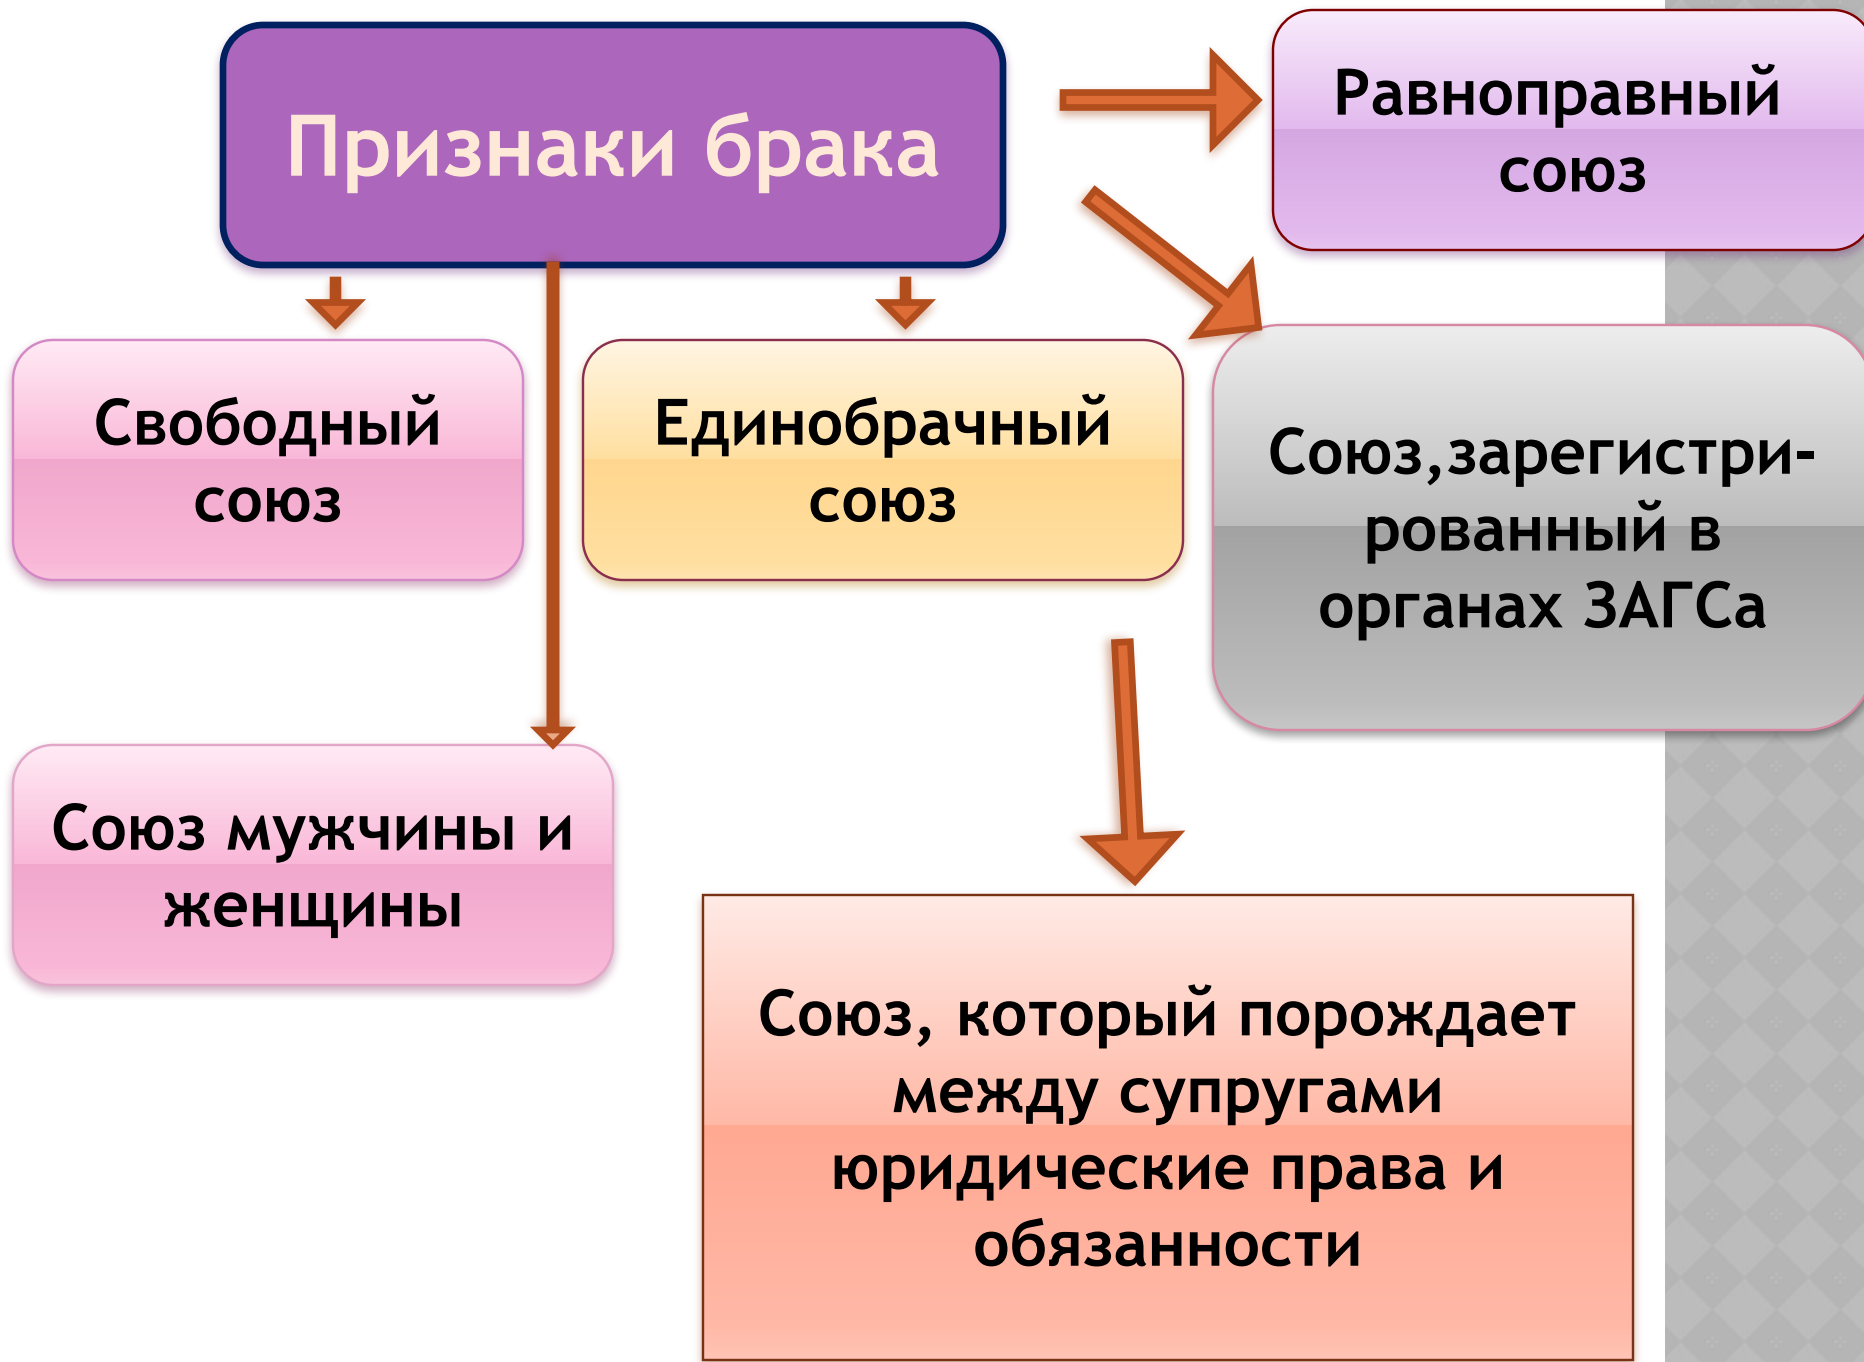 Признаки брака
Равноправный
союз
Свободный
союз
Единобрачный
союз
Союз,зарегистри-
рованный в
органах ЗАГСа
Союз мужчины и
женщины
Союз, который порождает
между супругами
юридические права и
обязанности